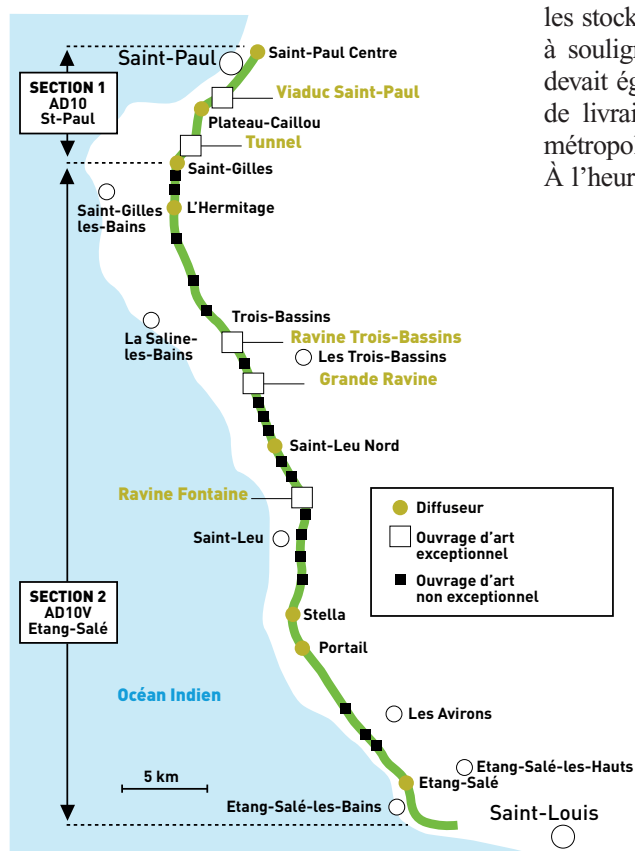 les stock
à soulign
devait ég
de livrai
métropol
À l’heur
Saint-Paul
Saint-Paul Centre
SECTION 1
AD10
St-Paul
Viaduc Saint-Paul
Plateau-Caillou
Tunnel
Saint-Gilles
Saint-Gilles
les-Bains
L’Hermitage
Trois-Bassins
La Saline-
les-Bains
Ravine Trois-Bassins
Les Trois-Bassins
Grande Ravine
Saint-Leu Nord
Ravine Fontaine
Saint-Leu
Diffuseur
Ouvrage d’art
exceptionnel
Ouvrage d’art
non exceptionnel
SECTION 2
AD10V
Etang-Salé
Stella
Portail
Océan Indien
Les Avirons
5 km
Etang-Salé-les-Hauts
Etang-Salé
Etang-Salé-les-Bains
Saint-Louis